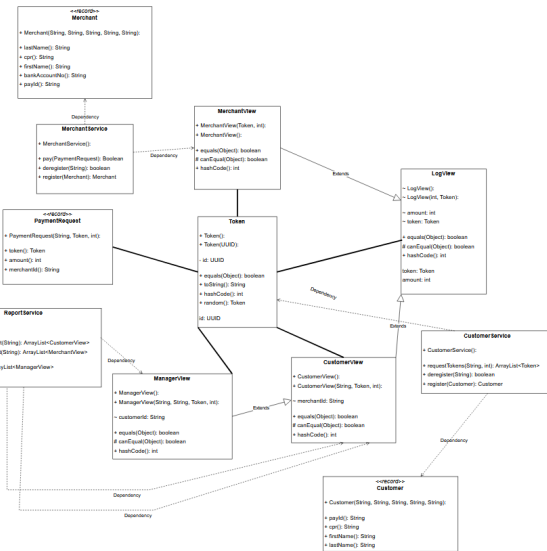 <<record>>
Merchant
+ Merchant(String, String, String, String, String):
+ lastName(): String
+ cpr(): String
+ firstName(): String
+ bankAccountNo(): String
+ payId(): String
Dependency
MerchantService
+ MerchantService():
+ pay(PaymentRequest): Boolean
+ deregister(String): boolean
+ register(Merchant): Merchant
Dependency
MerchantView
+ MerchantView(Token, int):
+ MerchantView():
+ equals(Object): boolean
# canEqual(Object): boolean
+ hashCode(): int
Extends
LogView
~ LogView():
~ LogView(int, Token):
~ amount: int
~ token: Token
+ equals(Object): boolean
# canEqual(Object): boolean
+ hashCode(): int
token: Token
amount: int
<<record>>
PaymentRequest
+ PaymentRequest(String, Token, int):
+ token(): Token
+ amount(): int
+ merchantId(): String
Token
+ Token():
+ Token(UUID):
- id: UUID
+ equals(Object): boolean
+ toString(): String
+ hashCode(): int
+ random(): Token
id: UUID
Dependency
Extends
ReportService
t(String): ArrayList<CustomerView>
(String): ArrayList<MerchantView>
ayList<ManagerView>
Dependency
CustomerService
+ CustomerService():
+ requestTokens(String, int): ArrayList<Token>
+ deregister(String): boolean
+ register(Customer): Customer
ManagerView
+ ManagerView():
+ ManagerView(String, String, Token, int):
~ customerId: String
+ equals(Object): boolean
# canEqual(Object): boolean
+ hashCode(): int
Extends
CustomerView
+ CustomerView():
+ CustomerView(String, Token, int):
~ merchantId: String
+ equals(Object): boolean
# canEqual(Object): boolean
+ hashCode(): int
Dependency
Dependency
Dependency
<<record>>
Customer
+ Customer(String, String, String, String, String):
+ payId(): String
+ cpr(): String
+ firstName(): String
+ lastName(): String